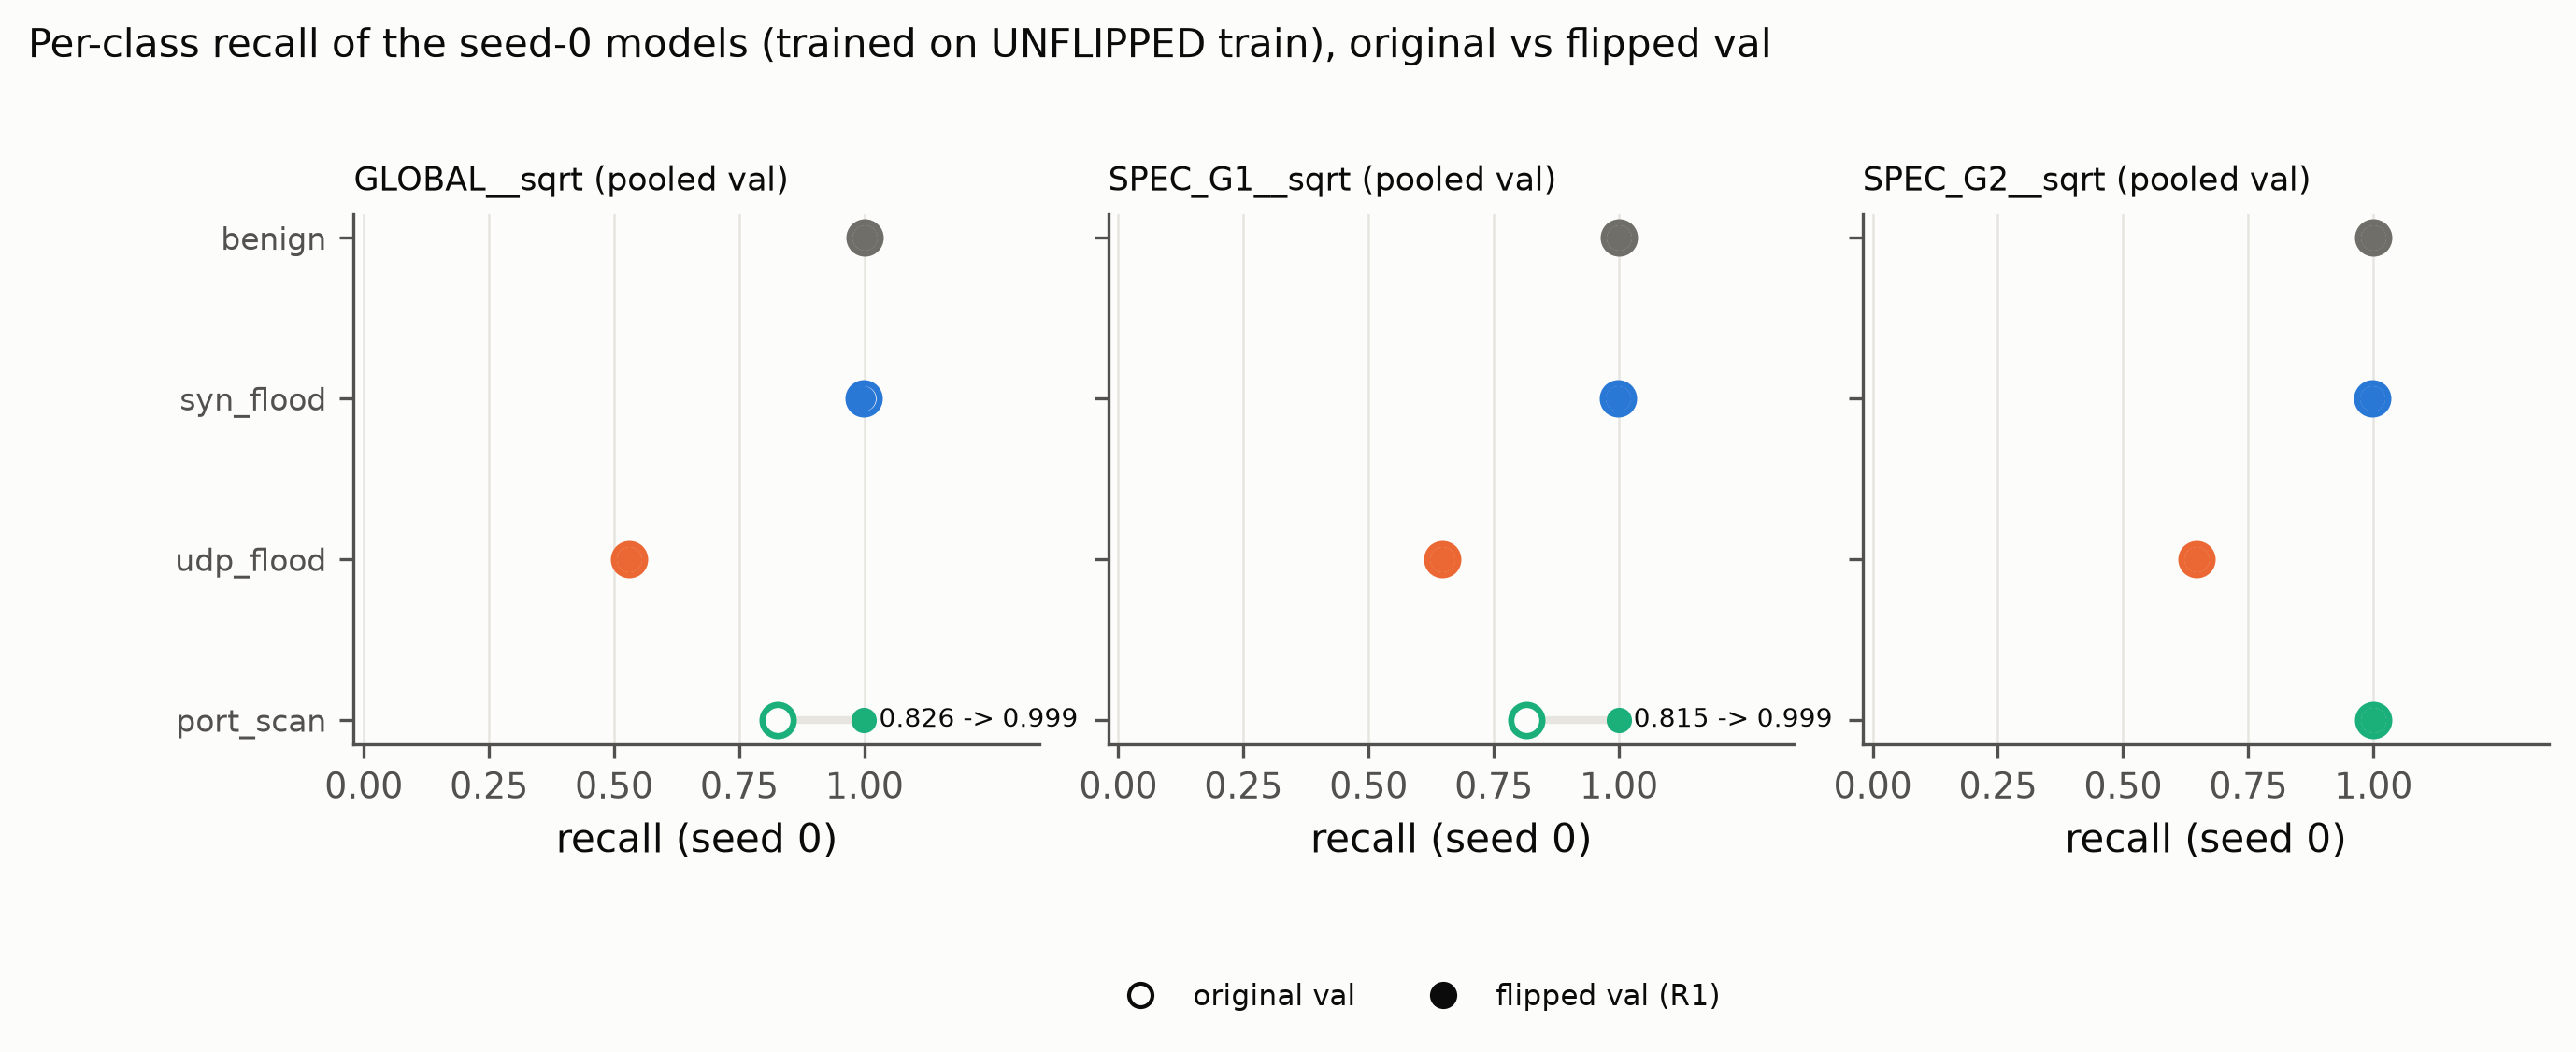 Per-class recall of the seed-0 models (trained on UNFLIPPED train), original vs flipped val
GLOBAL__sqrt (pooled val)
SPEC_G1__sqrt (pooled val)
SPEC_G2__sqrt (pooled val)
benign
syn_flood
udp_flood
port_scan
0.826 -> 0.999
0.815 -> 0.999
0.00 0.25 0.50 0.75 1.00
0.00 0.25 0.50 0.75 1.00
0.00 0.25 0.50 0.75 1.00
recall (seed 0)
recall (seed 0)
recall (seed 0)
original val
flipped val (R1)